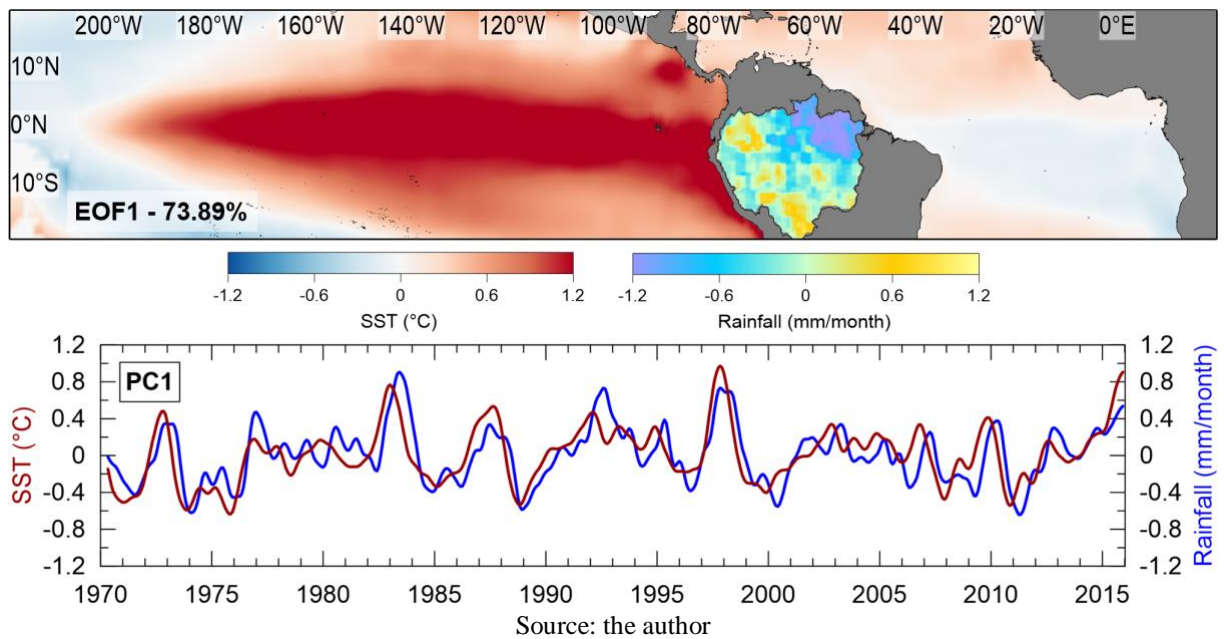 200°W 180°W 160°W 140°W 120°W 100°W 80°W 60°W 40°W 20°W 0°E
10°N
0°N
10°S
EOF1 - 73.89%
-1.2 -0.6 0 0.6 1.2 -1.2 -0.6 0 0.6 1.2
SST (°C) Rainfall (mm/month)
1.2 1.2
PC1
0.8 0.8
0.4 0.4
0 0
-0.4 -0.4
-0.8 -0.8
-1.2 -1.2
SST (°C)
Rainfall (mm/month)
1970 1975 1980 1985 1990 1995 2000 2005 2010 2015
Source: the author